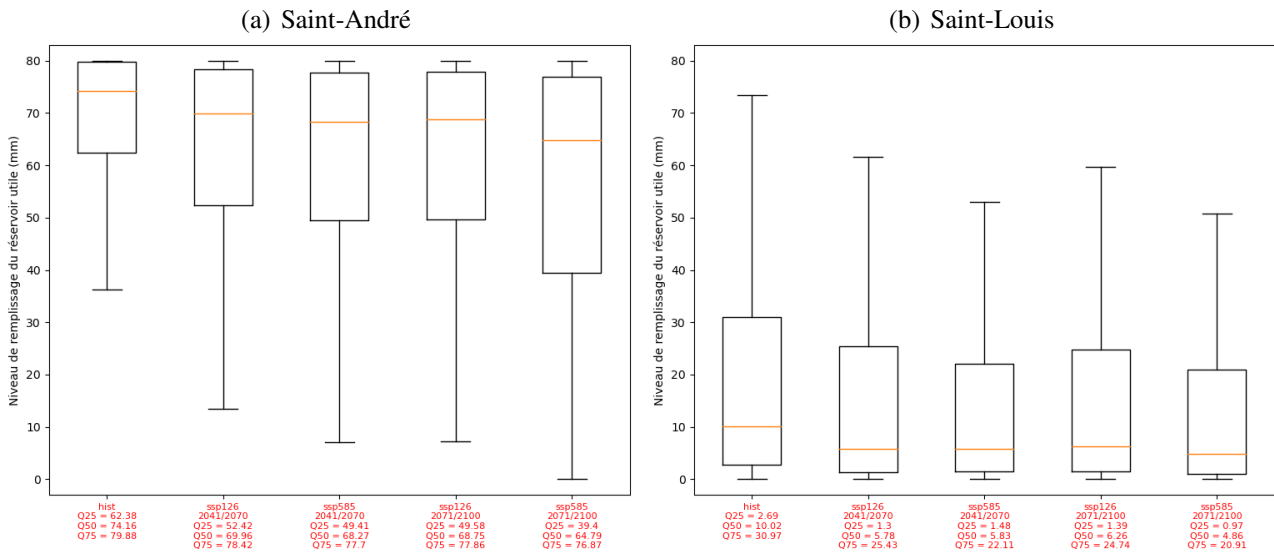 (a) Saint-André
Niveau de remplissage du réservoir utile (mm)
80
70
60
50
40
30
20
10
0
hist
Q25 = 62.38
Q50 = 74.16
Q75 = 79.88
ssp126
2041/2070
Q25 = 52.42
Q50 = 69.96
Q75 = 78.42
ssp585
2041/2070
Q25 = 49.41
Q50 = 68.27
Q75 = 77.7
ssp126
2071/2100
Q25 = 49.58
Q50 = 68.75
Q75 = 77.86
ssp585
2071/2100
Q25 = 39.4
Q50 = 64.79
Q75 = 76.87
(b) Saint-Louis
Niveau de remplissage du réservoir utile (mm)
80
70
60
50
40
30
20
10
0
hist
Q25 = 2.69
Q50 = 10.02
Q75 = 30.97
ssp126
2041/2070
Q25 = 1.3
Q50 = 5.78
Q75 = 25.43
ssp585
2041/2070
Q25 = 1.48
Q50 = 5.83
Q75 = 22.11
ssp126
2071/2100
Q25 = 1.39
Q50 = 6.26
Q75 = 24.74
ssp585
2071/2100
Q25 = 0.97
Q50 = 4.86
Q75 = 20.91